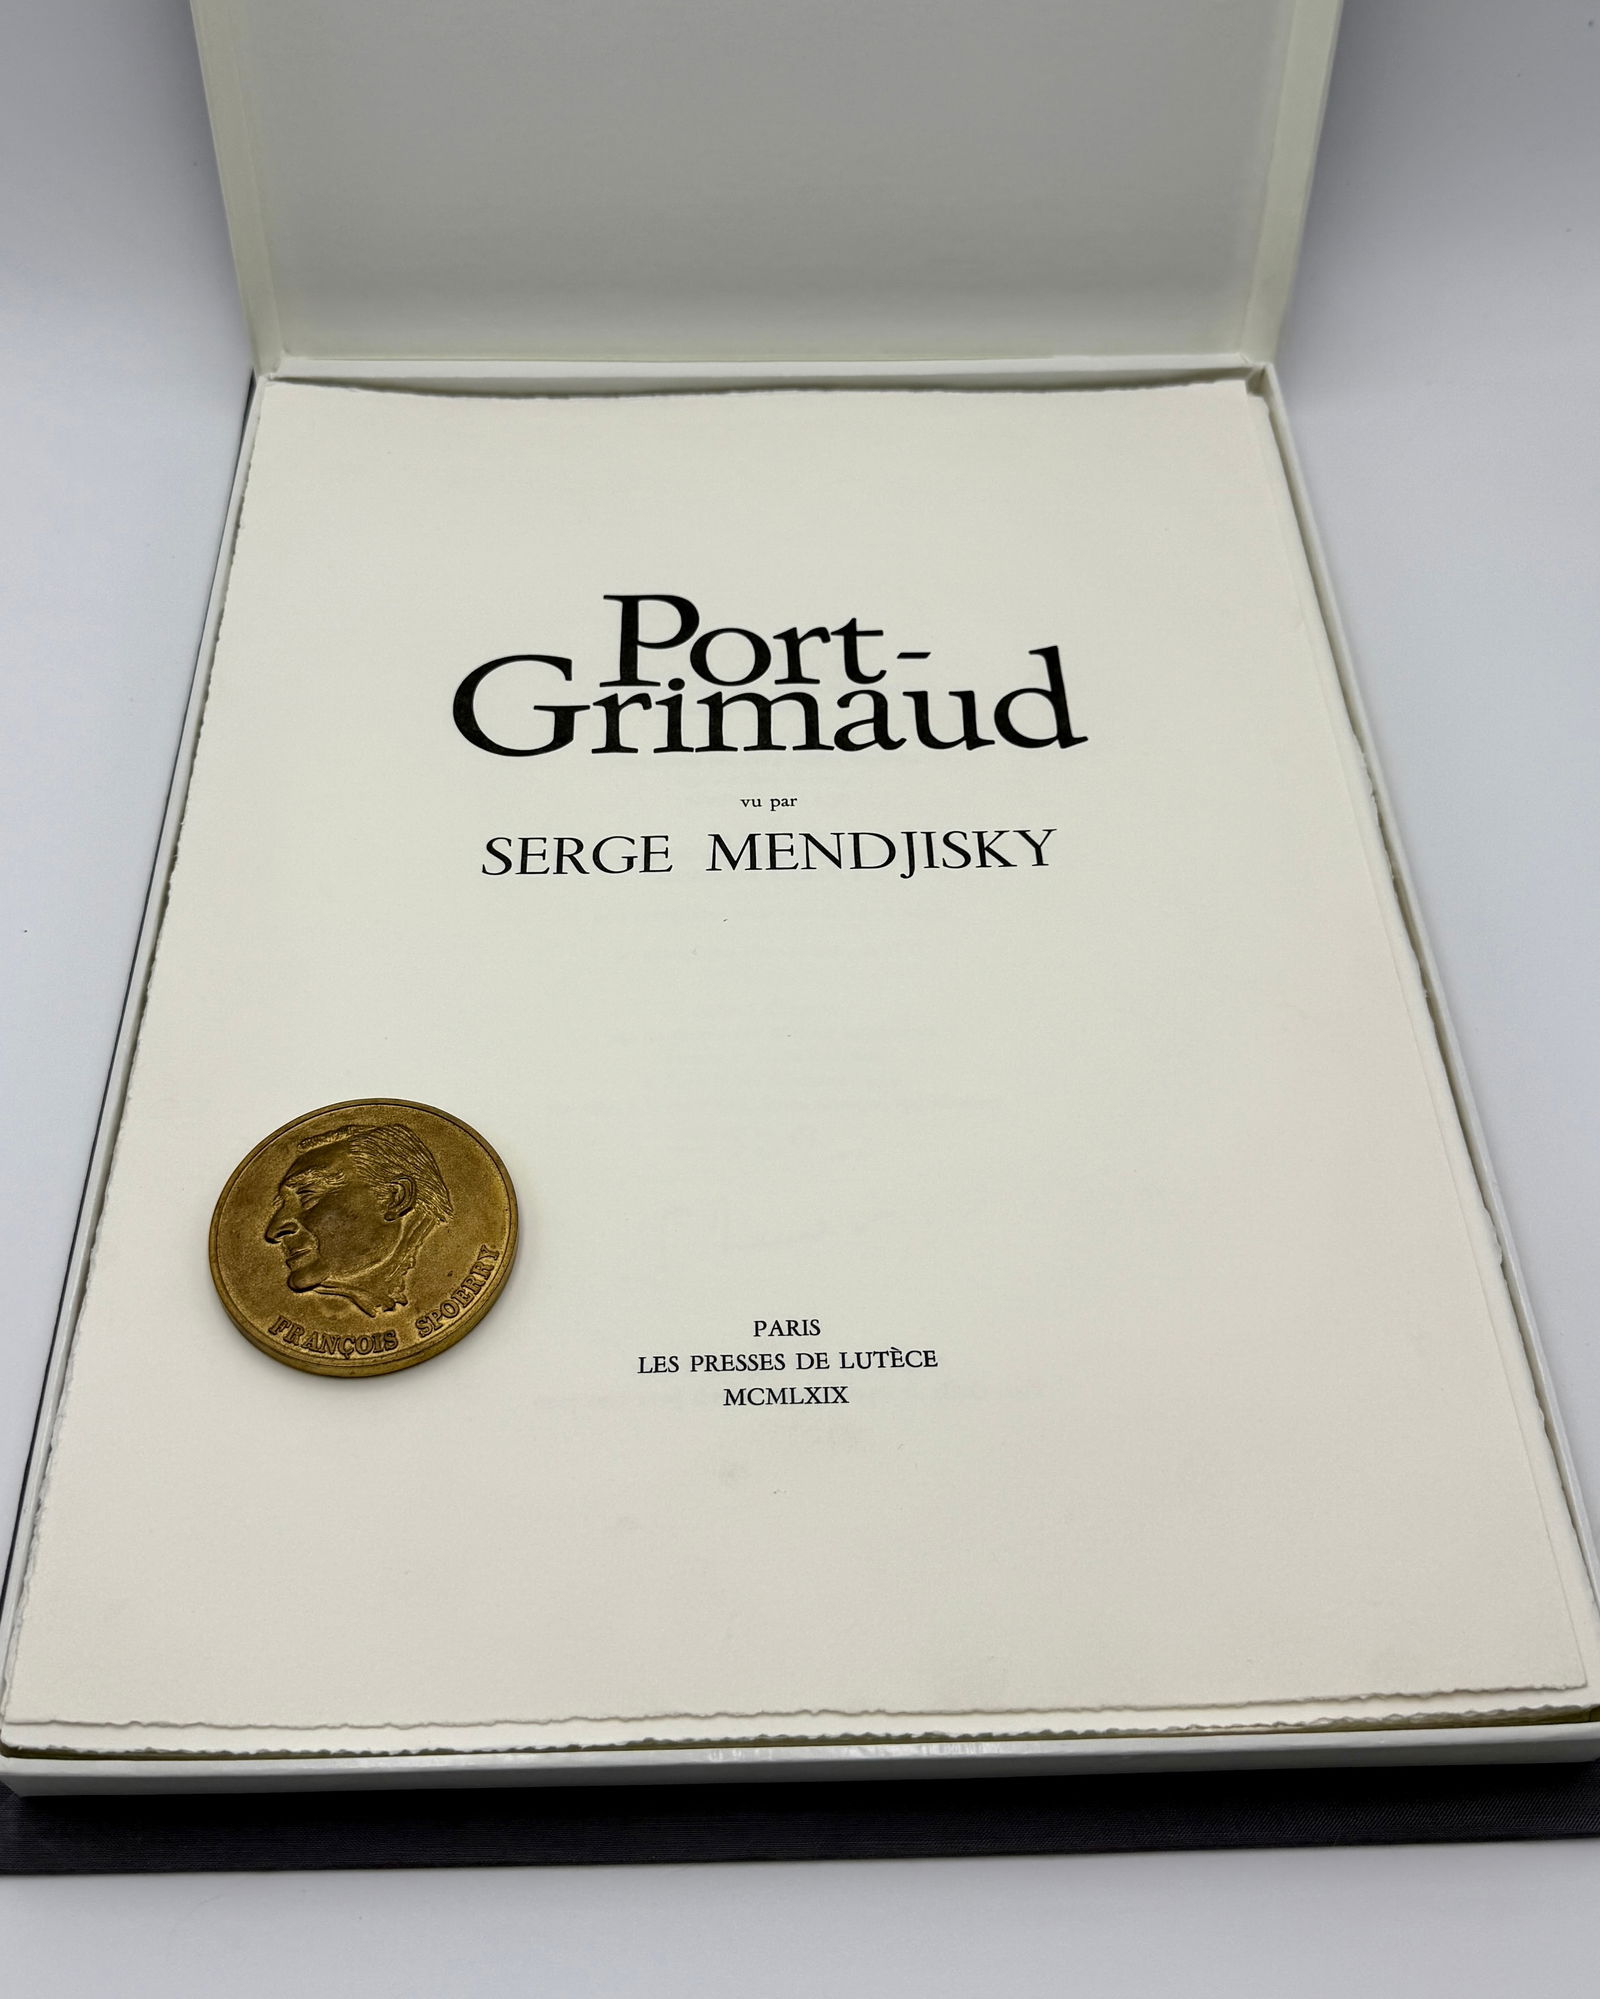 Port-
Grimaud
vu par
SERGE MENDJISKY
FRANÇOIS SPOERRY
PARIS
LES PRESSES DE LUTÈCE
MCMLXIX